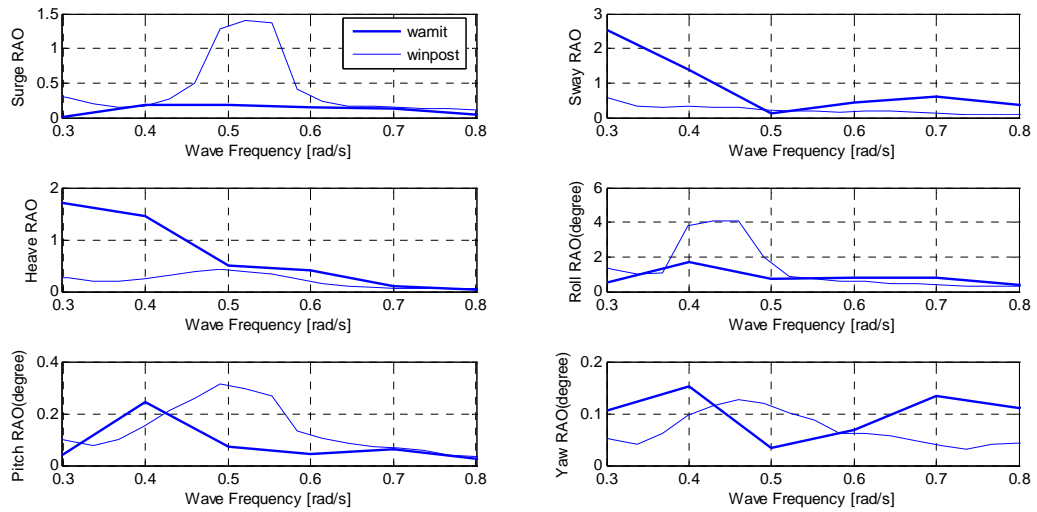 1.5
1
0.5
0
Surge RAO
wamit
winpost
0.3 0.4 0.5 0.6 0.7 0.8
Wave Frequency [rad/s]
3
2
1
0
Sway RAO
0.3 0.4 0.5 0.6 0.7 0.8
Wave Frequency [rad/s]
2
1
0
Heave RAO
0.3 0.4 0.5 0.6 0.7 0.8
Wave Frequency [rad/s]
6
4
2
0
Roll RAO(degree)
0.3 0.4 0.5 0.6 0.7 0.8
Wave Frequency [rad/s]
0.4
0.2
0
Pitch RAO(degree)
0.3 0.4 0.5 0.6 0.7 0.8
Wave Frequency [rad/s]
0.2
0.1
0
Yaw RAO(degree)
0.3 0.4 0.5 0.6 0.7 0.8
Wave Frequency [rad/s]